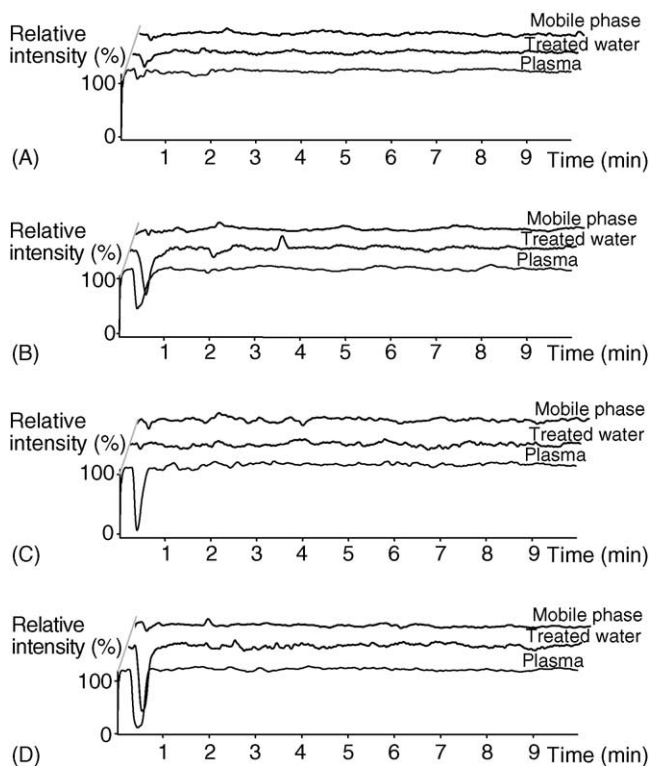 Relative
intensity (%)
Mobile phase
Treated water
Plasma
100
0
(A)
1 2 3 4 5 6 7 8 9 Time (min)
Relative
intensity (%)
Mobile phase
Treated water
Plasma
100
0
(B)
1 2 3 4 5 6 7 8 9 Time (min)
Relative
intensity (%)
Mobile phase
Treated water
Plasma
100
0
(C)
1 2 3 4 5 6 7 8 9 Time (min)
Relative
intensity (%)
Mobile phase
Treated water
Plasma
100
0
(D)
1 2 3 4 5 6 7 8 9 Time (min)